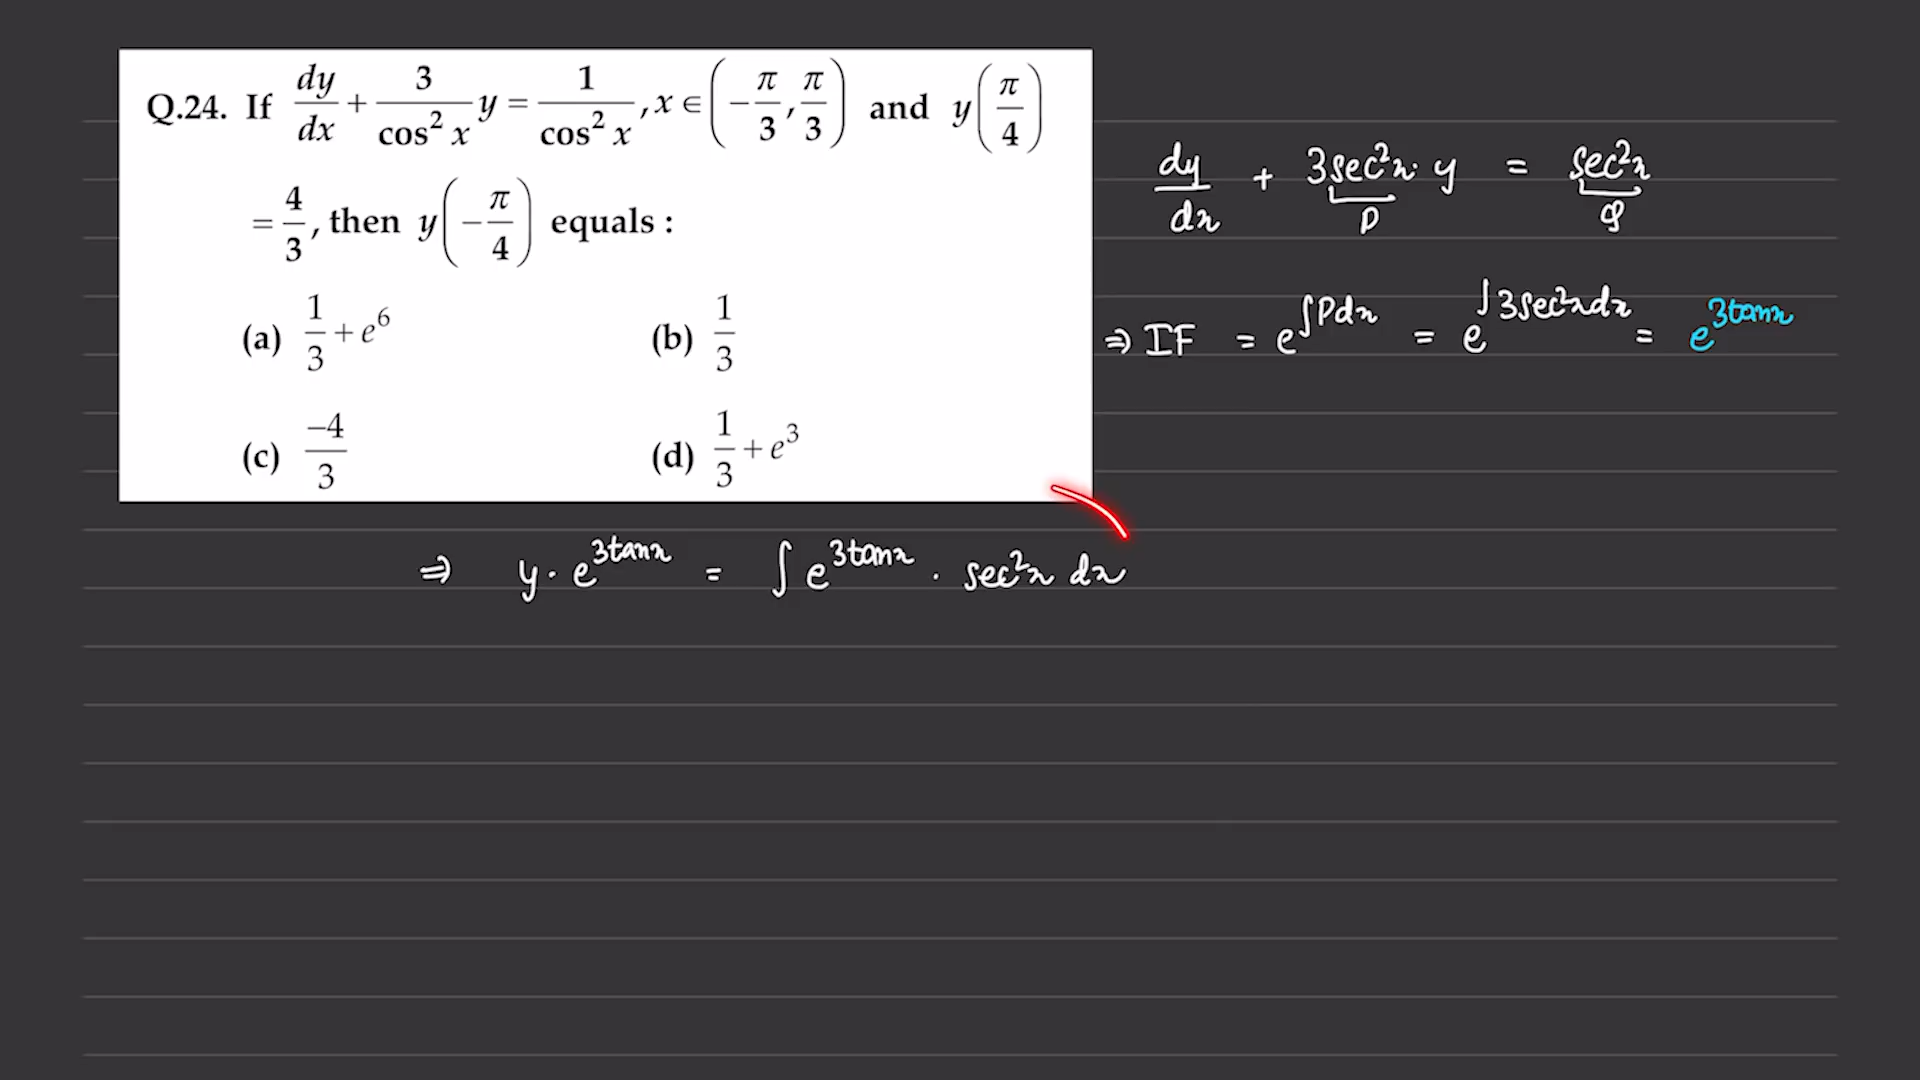 Q.24. If dy/dx + 3/cos² x y = 1/cos² x, x ∈ (−π/3, π/3) and y(π/4)
= 4/3, then y(−π/4) equals :
(a) 1/3 + e⁶ (b) 1/3
(c) −4/3 (d) 1/3 + e³
dy/dx + 3sec²x · y = sec²x
P Q
⇒ IF = e^∫Pdx = e^∫3sec²xdx = e^3tanx
⇒ y · e^3tanx = ∫ e^3tanx · sec²x dx